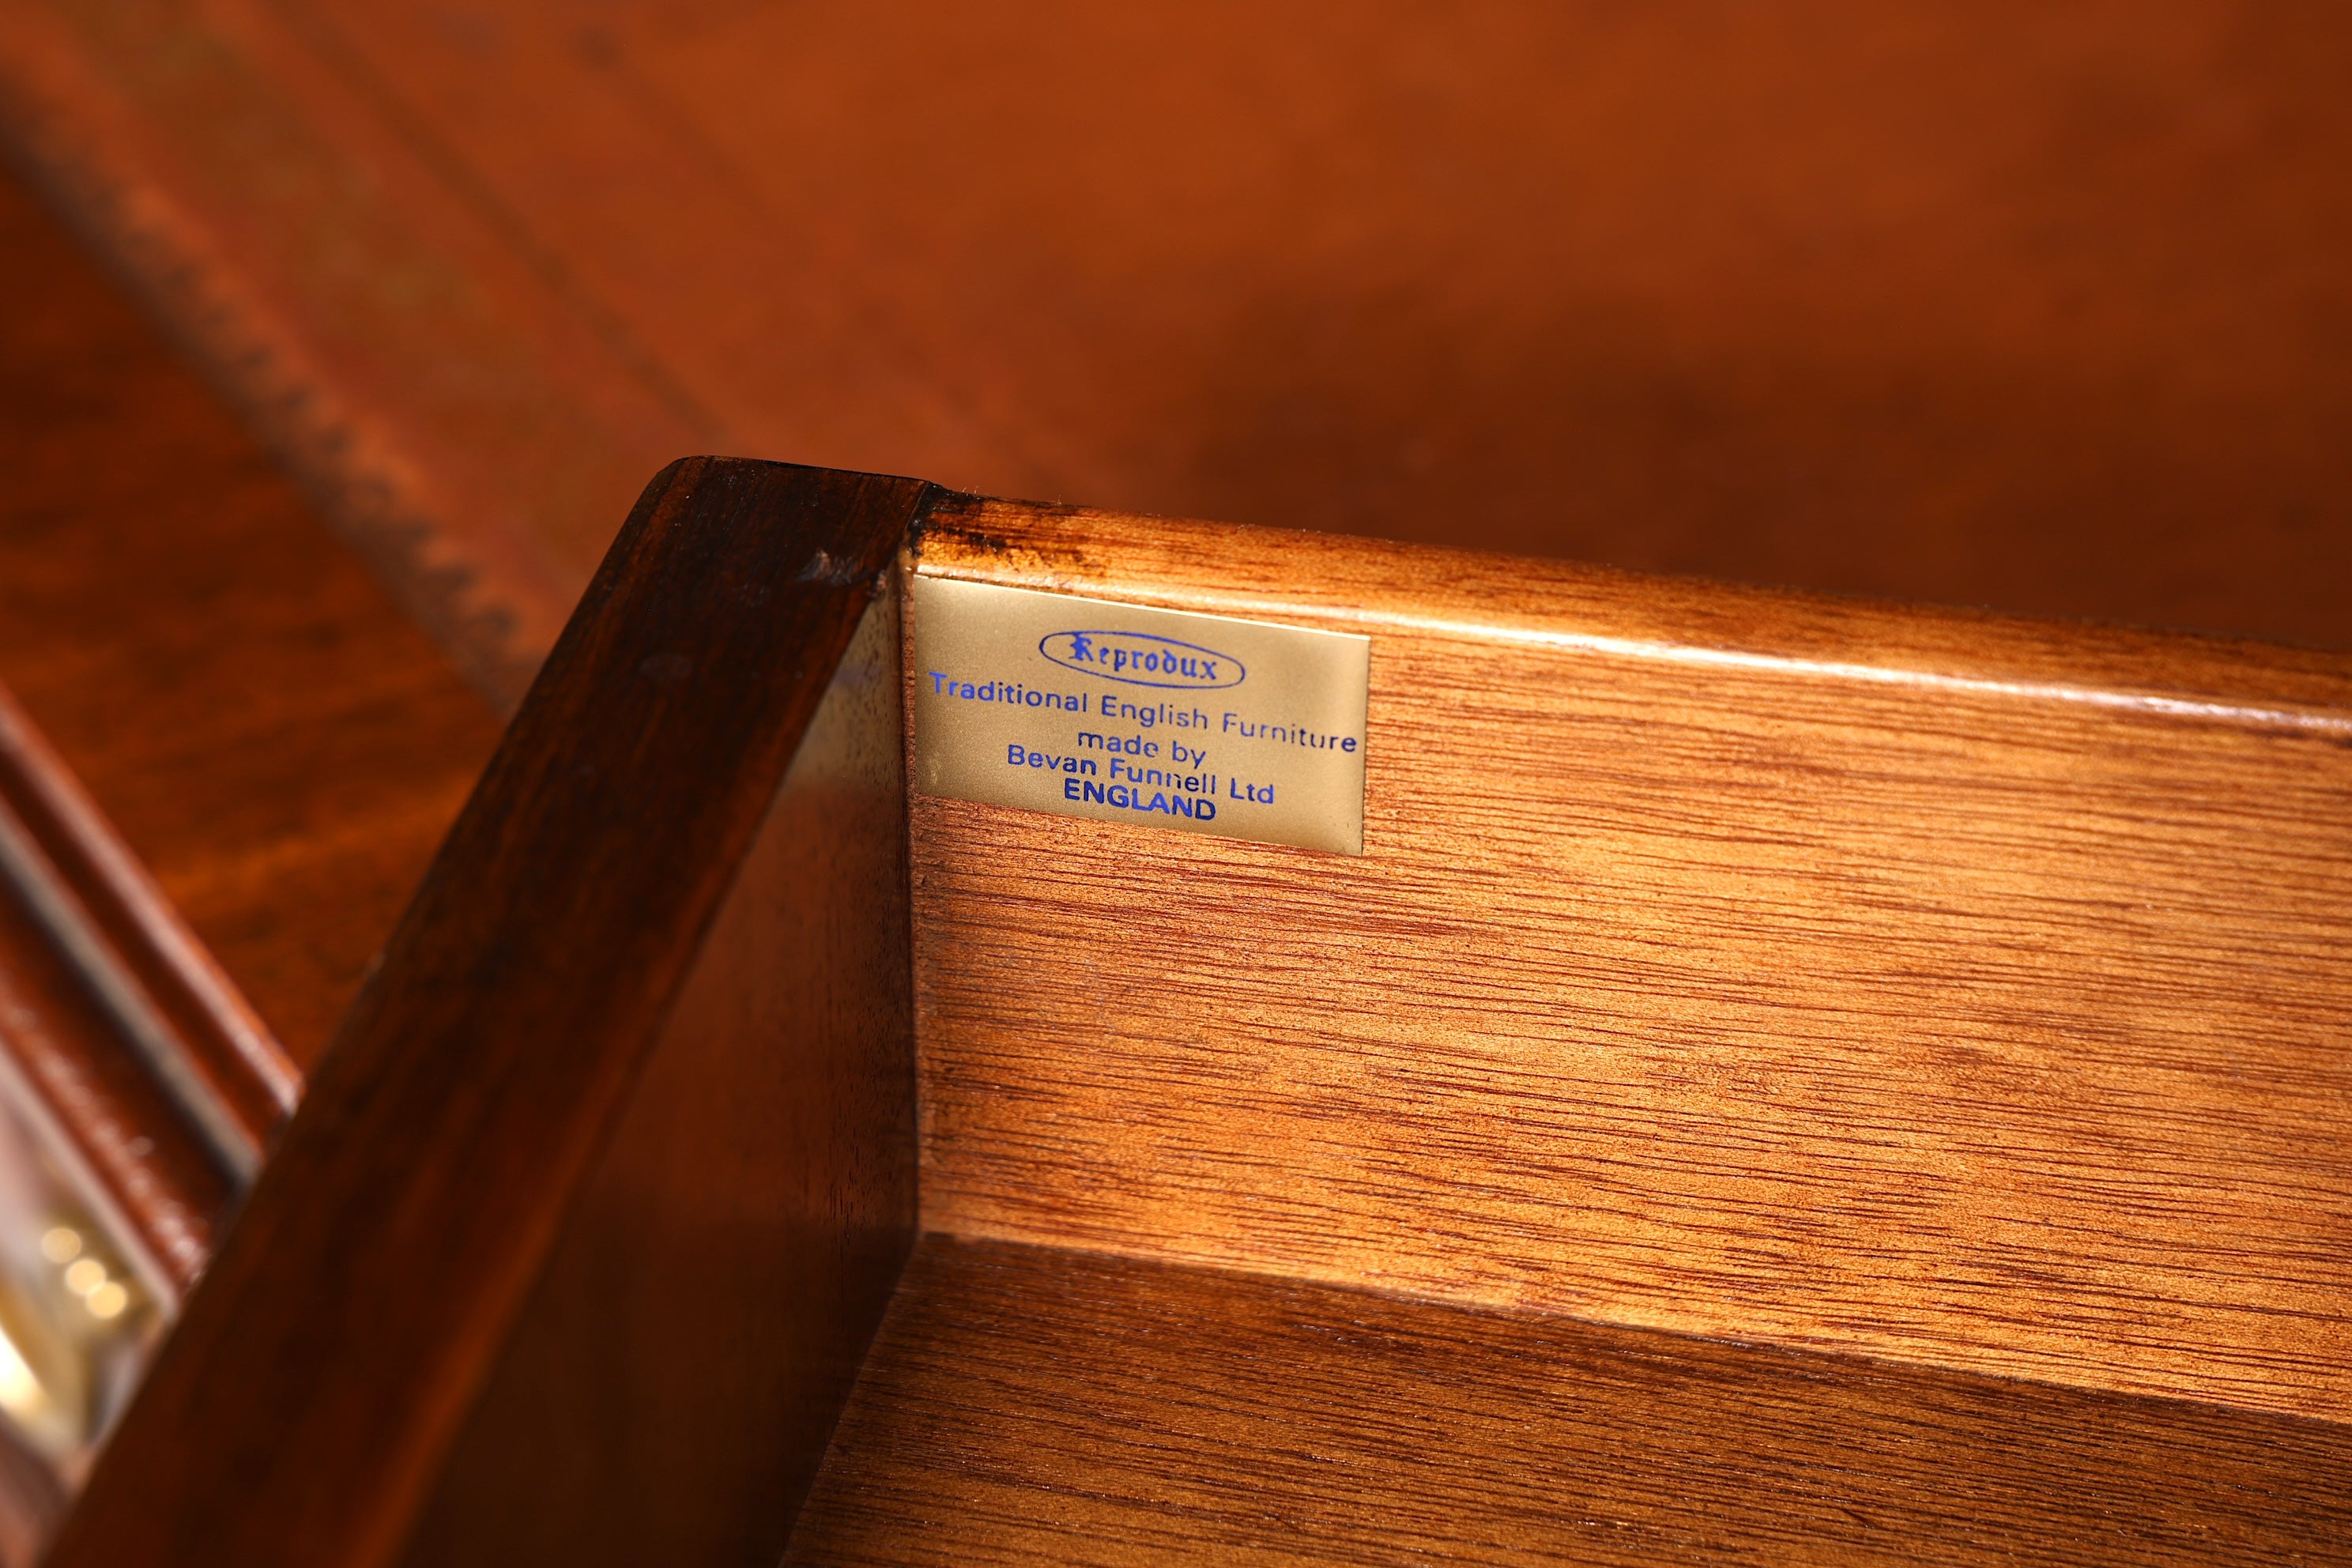 Reprodux
Traditional English Furniture
made by
Bevan Funnell Ltd
ENGLAND